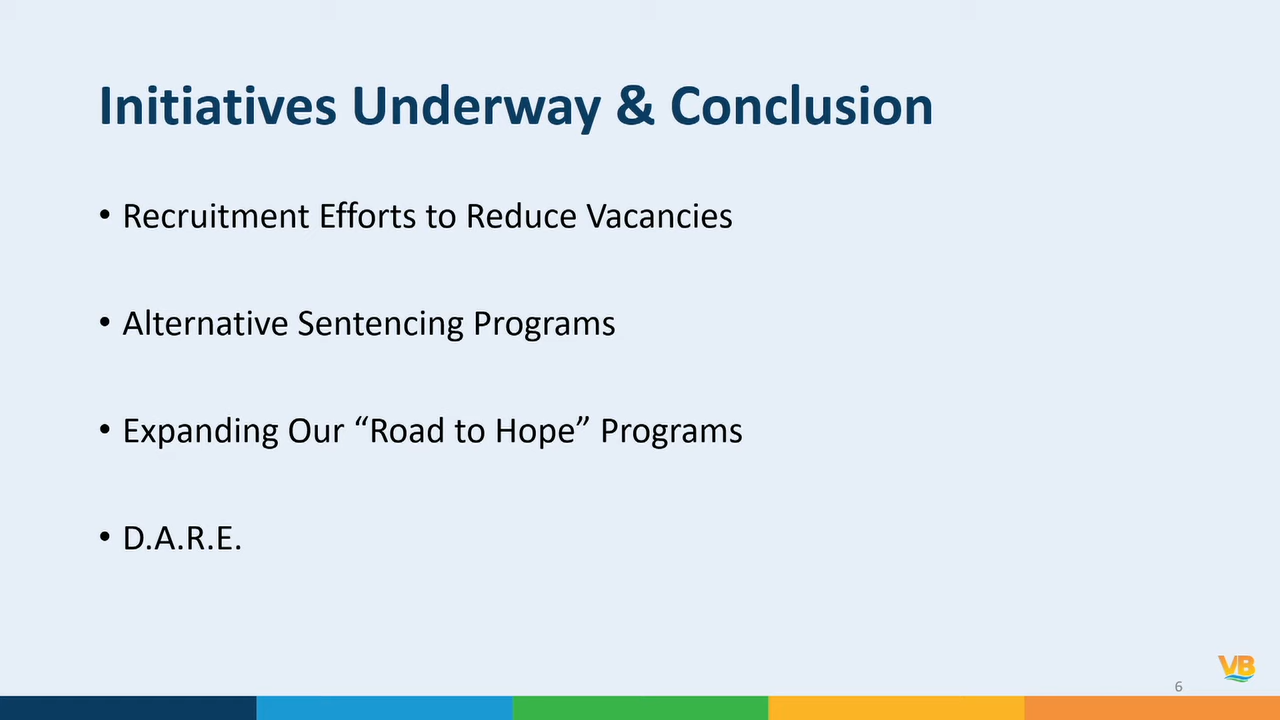 Initiatives Underway & Conclusion
• Recruitment Efforts to Reduce Vacancies
• Alternative Sentencing Programs
• Expanding Our “Road to Hope” Programs
• D.A.R.E.
VB
6